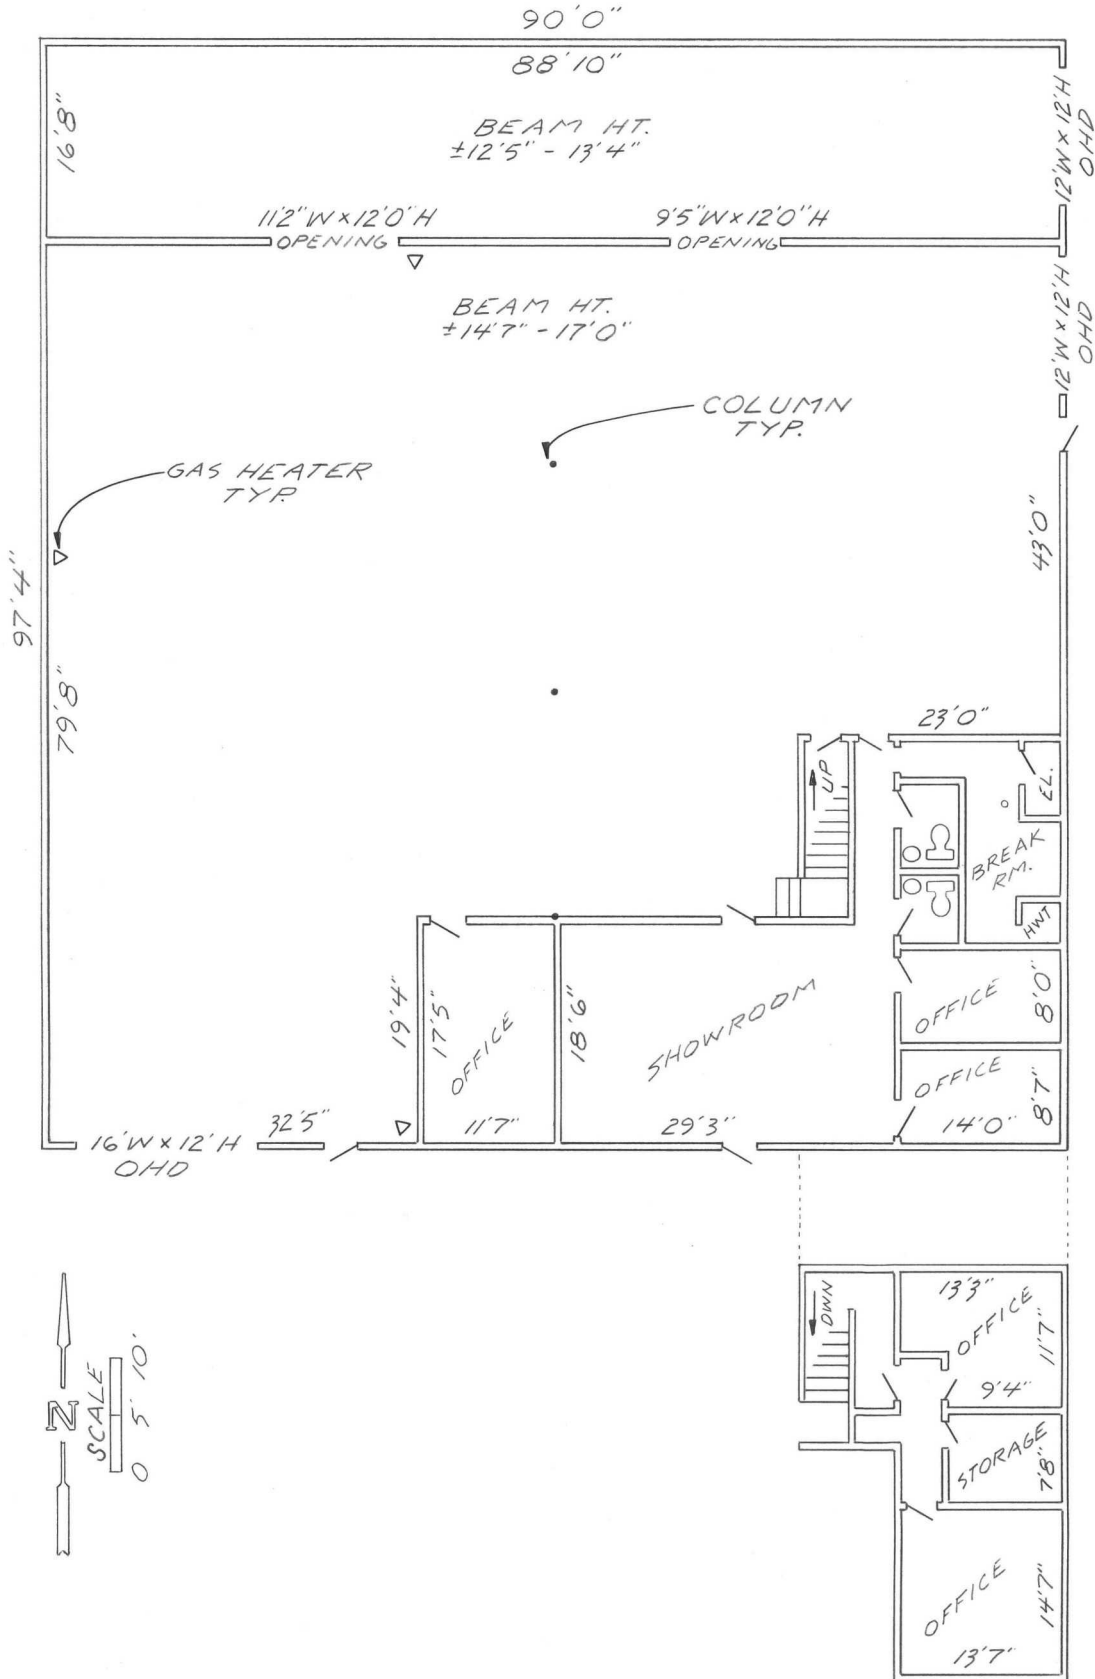 90'0"
88'10"
16'8"
BEAM HT.
±12'5" - 13'4"
12'W x 12'H
OHD
11'2" W x 12'0" H
OPENING
9'5" W x 12'0" H
OPENING
BEAM HT.
±14'7" - 17'0"
12'W x 12'H
OHD
COLUMN
TYP.
GAS HEATER
TYP.
43'0"
97'4"
79'8"
23'0"
UP
EL.
BREAK
RM.
HWT
19'4"
17'5"
OFFICE
11'7"
18'6"
SHOWROOM
29'3"
OFFICE
8'0"
OFFICE
8'7"
14'0"
32'5"
16'W x 12'H
OHD
DWN
13'3"
OFFICE
11'7"
9'4"
STORAGE
7'8"
OFFICE
14'7"
13'7"
N
SCALE
0 5' 10'